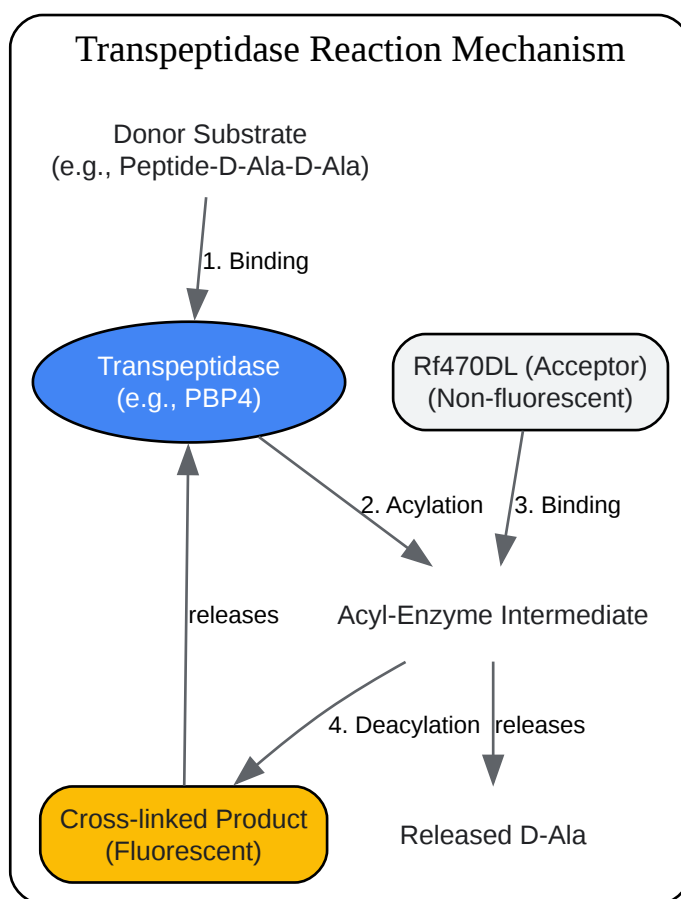 Transpeptidase Reaction Mechanism
Donor Substrate
(e.g., Peptide-D-Ala-D-Ala)
1. Binding
Transpeptidase
(e.g., PBP4)
Rf470DL (Acceptor)
(Non-fluorescent)
2. Acylation
3. Binding
releases
Acyl-Enzyme Intermediate
4. Deacylation
releases
Cross-linked Product
(Fluorescent)
Released D-Ala